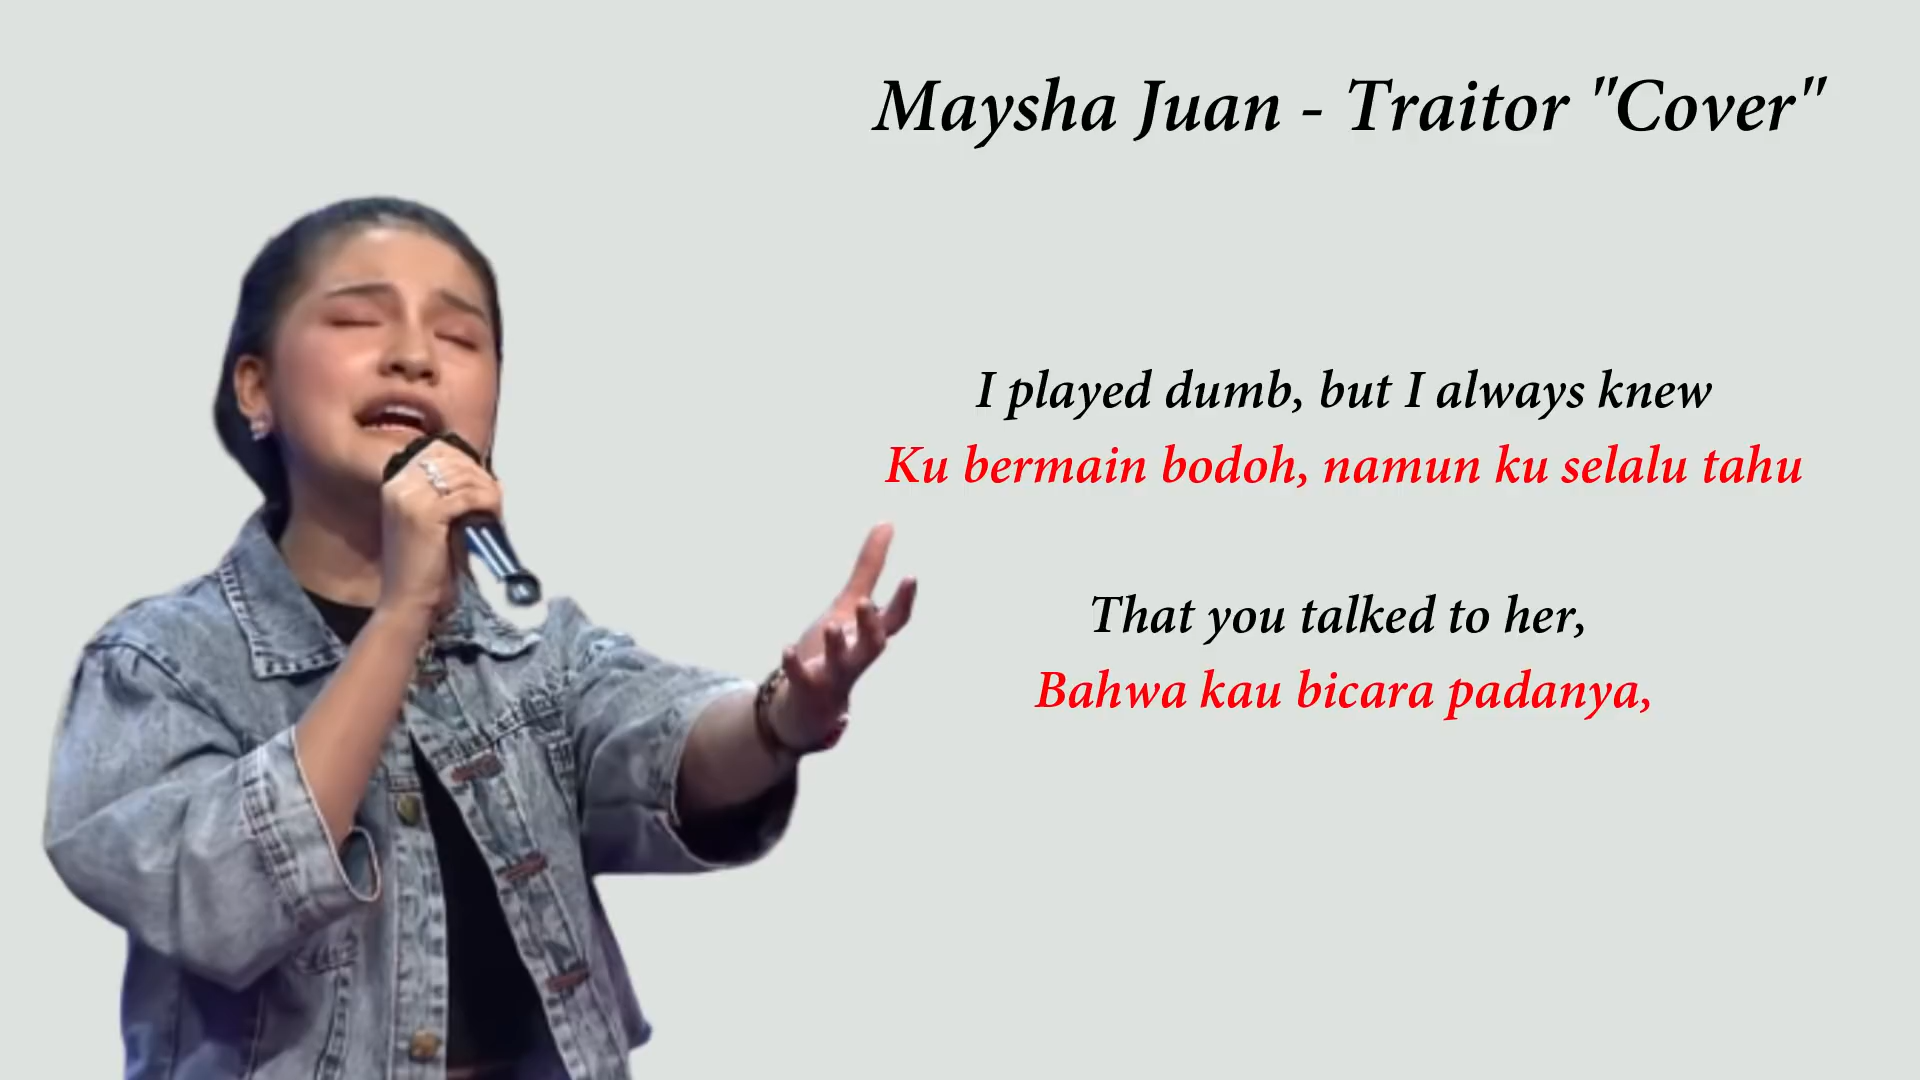 Maysha Juan - Traitor "Cover"
I played dumb, but I always knew
Ku bermain bodoh, namun ku selalu tahu
That you talked to her,
Bahwa kau bicara padanya,